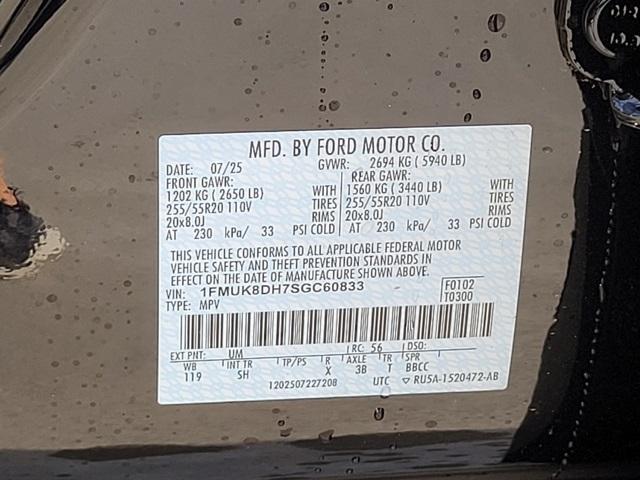 MFD. BY FORD MOTOR CO.
DATE: 07/25 GVWR: 2694 KG ( 5940 LB)
FRONT GAWR: REAR GAWR:
1202 KG ( 2650 LB) WITH 1560 KG ( 3440 LB) WITH
255/55R20 110V TIRES 255/55R20 110V TIRES
20x8.0J RIMS 20x8.0J RIMS
AT 230 kPa/ 33 PSI COLD AT 230 kPa/ 33 PSI COLD
THIS VEHICLE CONFORMS TO ALL APPLICABLE FEDERAL MOTOR
VEHICLE SAFETY AND THEFT PREVENTION STANDARDS IN
EFFECT ON THE DATE OF MANUFACTURE SHOWN ABOVE.
VIN: 1FMUK8DH7SGC60833 F0102
TYPE: MPV T0300
EXT PNT: UM RC: 56 DSO:
WB INT TR TP/PS R AXLE TR SPR
119 SH X 3B T BBCC
1202507227208 UTC ▽ RU5A-1520472-AB